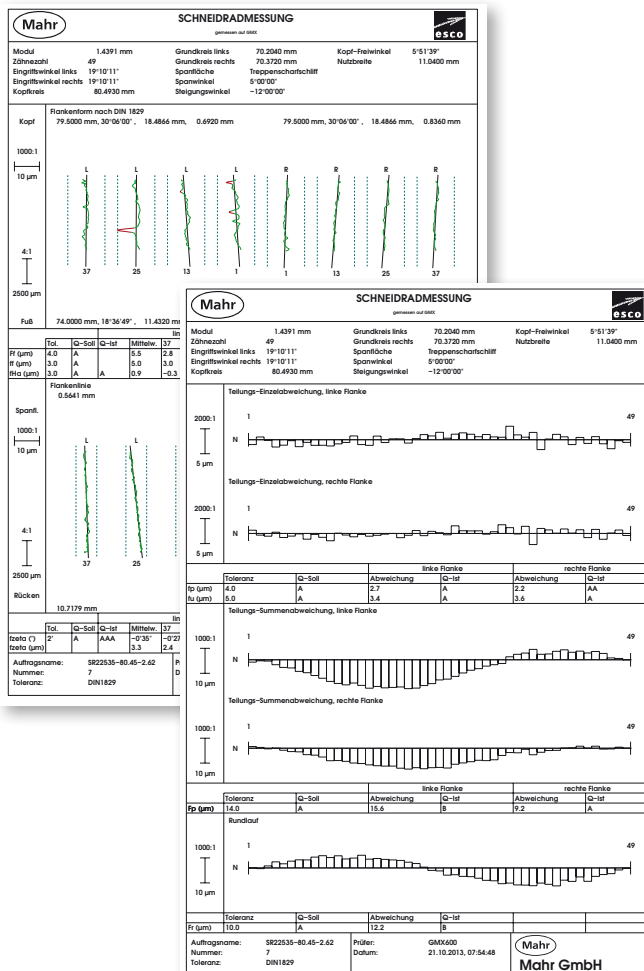 Mahr
SCHNEIDRADMESSUNG
gemessen auf GMX
esco
Modul 1.4391 mm Grundkreis links 70.2040 mm Kopf-Freiwinkel 5°51'39"
Zähnezahl 49 Grundkreis rechts 70.3720 mm Nutzbreite 11.0400 mm
Eingriffswinkel links 19°10'11" Spanfläche Treppenscharfschliff
Eingriffswinkel rechts 19°10'11" Spanwinkel 5°00'00"
Kopfkreis 80.4930 mm Steigungswinkel -12°00'00"
Flankenform nach DIN 1829
Kopf 79.5000 mm, 30°06'00", 18.4866 mm, 0.6920 mm 79.5000 mm, 30°06'00", 18.4866 mm, 0.8360 mm
1000:1
10 µm
L L L L R R R R
37 25 13 1 1 13 25 37
4:1
2500 µm
Fuß 74.0000 mm, 18°36'49", 11.4320 mm
Tol. Q-Soll Q-Ist Mittelw. 37
Ff (µm) 4.0 A 5.5 2.8
ff (µm) 3.0 A 5.0 3.0
fHa (µm) 3.0 A A 0.9 -0.3
Flankenlinie
0.5641 mm
Spanfl.
1000:1
10 µm
L L
37 25
4:1
2500 µm
Rücken
10.7179 mm
Tol. Q-Soll Q-Ist Mittelw. 37
fzeta (') 2' A AAA -0'35"
fzeta (µm) 3.3 2.4
Auftragsname: SR22535-80.45-2.62
Nummer: 7
Toleranz: DIN1829
Mahr
SCHNEIDRADMESSUNG
gemessen auf GMX
esco
Modul 1.4391 mm Grundkreis links 70.2040 mm Kopf-Freiwinkel 5°51'39"
Zähnezahl 49 Grundkreis rechts 70.3720 mm Nutzbreite 11.0400 mm
Eingriffswinkel links 19°10'11" Spanfläche Treppenscharfschliff
Eingriffswinkel rechts 19°10'11" Spanwinkel 5°00'00"
Kopfkreis 80.4930 mm Steigungswinkel -12°00'00"
Teilungs-Einzelabweichung, linke Flanke
1 49
2000:1
N
5 µm
Teilungs-Einzelabweichung, rechte Flanke
1 49
2000:1
N
5 µm
linke Flanke rechte Flanke
Toleranz Q-Soll Abweichung Q-Ist Abweichung Q-Ist
fp (µm) 4.0 A 2.7 A 2.2 AA
fu (µm) 5.0 A 3.4 A 3.6 A
Teilungs-Summenabweichung, linke Flanke
1 49
1000:1
N
10 µm
Teilungs-Summenabweichung, rechte Flanke
1 49
1000:1
N
10 µm
linke Flanke rechte Flanke
Toleranz Q-Soll Abweichung Q-Ist Abweichung Q-Ist
Fp (µm) 14.0 A 15.6 B 9.2 A
Rundlauf
1 49
1000:1
N
10 µm
Toleranz Q-Soll Abweichung Q-Ist
Fr (µm) 10.0 A 12.2 B
Auftragsname: SR22535-80.45-2.62 Prüfer: GMX600
Nummer: 7 Datum: 21.10.2013, 07:54:48
Toleranz: DIN1829
Mahr
Mahr GmbH